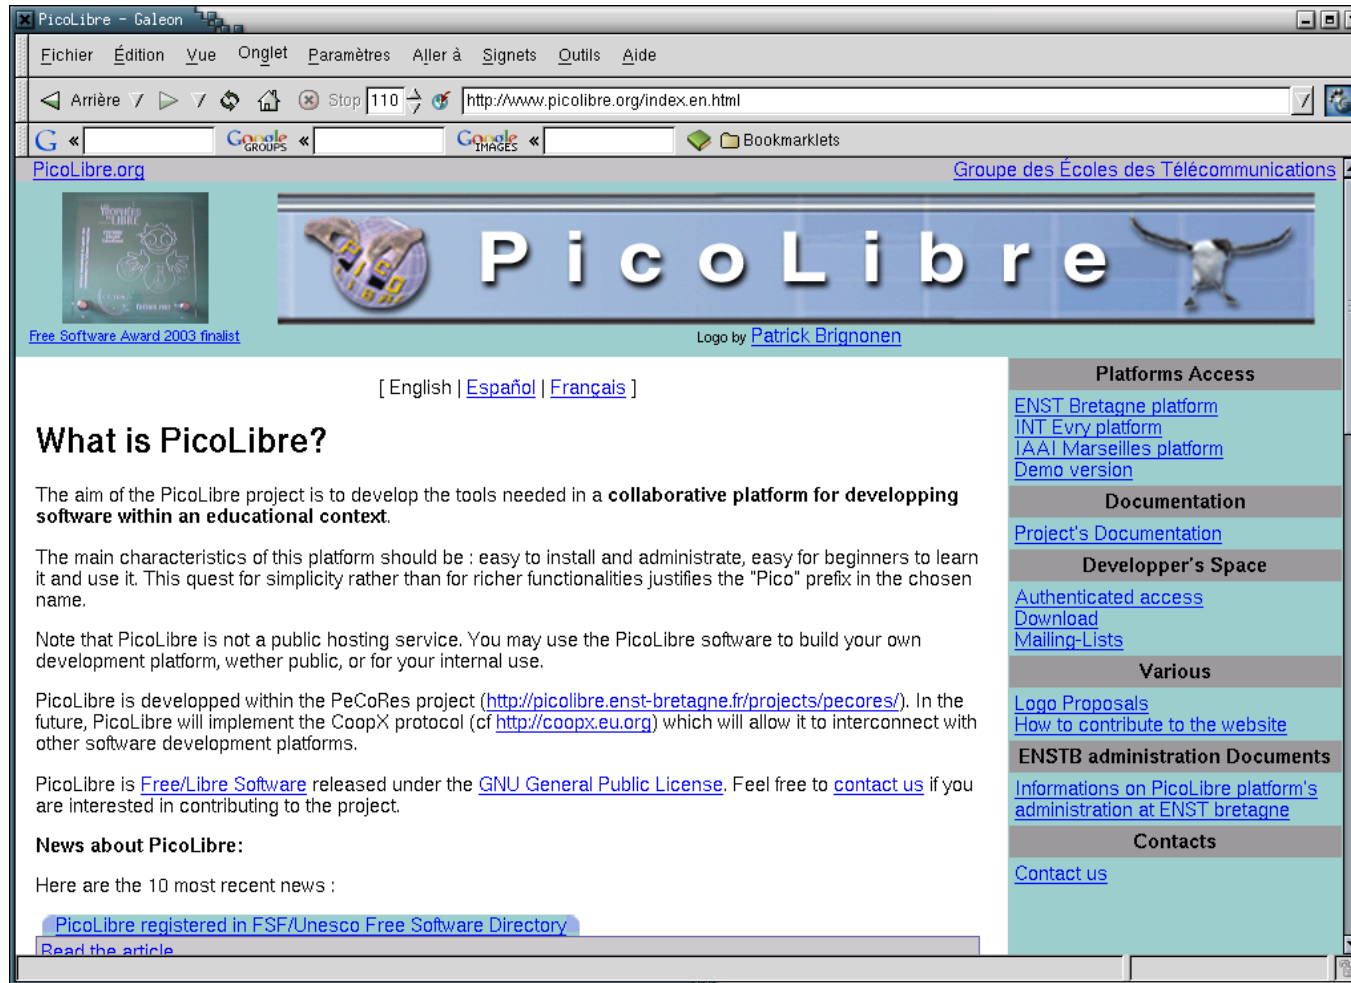 PicoLibre - Galeon
Fichier Édition Vue Onglet Paramètres Aller à Signets Outils Aide
Arrière Stop 110 http://www.picolibre.org/index.en.html
G « Google GROUPS « Google IMAGES « Bookmarklets
PicoLibre.org Groupe des Écoles des Télécommunications
TROPHÉES DU LIBRE
PICO LIBRE
PicoLibre
Free Software Award 2003 finalist
Logo by Patrick Brignonen
[ English | Español | Français ]
What is PicoLibre?
The aim of the PicoLibre project is to develop the tools needed in a collaborative platform for developping
software within an educational context.
The main characteristics of this platform should be : easy to install and administrate, easy for beginners to learn
it and use it. This quest for simplicity rather than for richer functionalities justifies the "Pico" prefix in the chosen
name.
Note that PicoLibre is not a public hosting service. You may use the PicoLibre software to build your own
development platform, wether public, or for your internal use.
PicoLibre is developped within the PeCoRes project (http://picolibre.enst-bretagne.fr/projects/pecores/). In the
future, PicoLibre will implement the CoopX protocol (cf http://coopx.eu.org) which will allow it to interconnect with
other software development platforms.
PicoLibre is Free/Libre Software released under the GNU General Public License. Feel free to contact us if you
are interested in contributing to the project.
News about PicoLibre:
Here are the 10 most recent news :
PicoLibre registered in FSF/Unesco Free Software Directory
Read the article
Platforms Access
ENST Bretagne platform
INT Evry platform
IAAI Marseilles platform
Demo version
Documentation
Project's Documentation
Developper's Space
Authenticated access
Download
Mailing-Lists
Various
Logo Proposals
How to contribute to the website
ENSTB administration Documents
Informations on PicoLibre platform's
administration at ENST bretagne
Contacts
Contact us